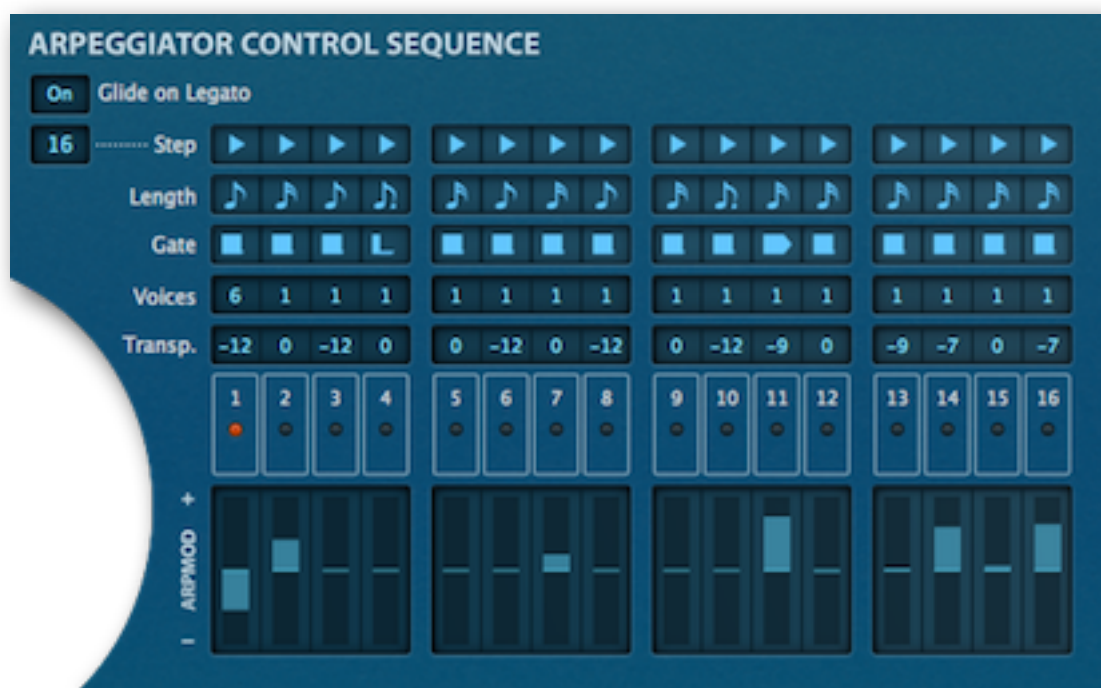 ARPEGGIATOR CONTROL SEQUENCE
On Glide on Legato
16 Step
Length
Gate
Voices 6 1 1 1 1 1 1 1 1 1 1 1 1 1 1 1
Transp. -12 0 -12 0 0 -12 0 -12 0 -12 -9 0 -9 -7 0 -7
1 2 3 4 5 6 7 8 9 10 11 12 13 14 15 16
+
ARPMOD
-